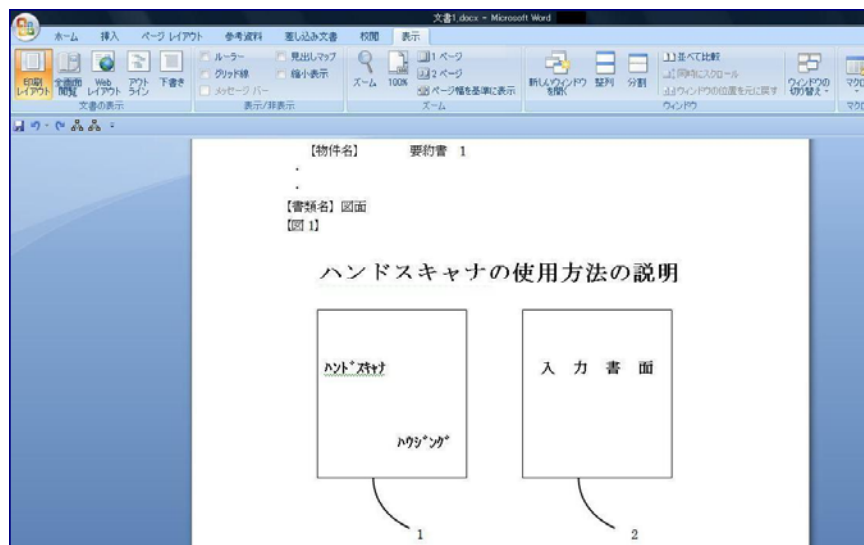 文書1.docx - Microsoft Word
ホーム 挿入 ページ レイアウト 参考資料 差し込み文書 校閲 表示
印刷レイアウト 全画面閲覧 Web レイアウト アウトライン 下書き
文書の表示
ルーラー 見出しマップ
グリッド線 縮小表示
メッセージ バー
表示/非表示
ズーム 100%
1 ページ
2 ページ
ページ幅を基準に表示
ズーム
新しいウィンドウを開く 整列 分割
並べて比較
同時にスクロール
ウィンドウの位置を元に戻す
ウィンドウの切り替え
ウィンドウ
マクロ
マクロ
【物件名】 要約書 1
・
・
【書類名】図面
【図 1】
ハンドスキャナの使用方法の説明
ﾊﾝﾄﾞｽｷｬﾅ
ﾊｳｼﾞﾝｸﾞ
入 力 書 面
1
2